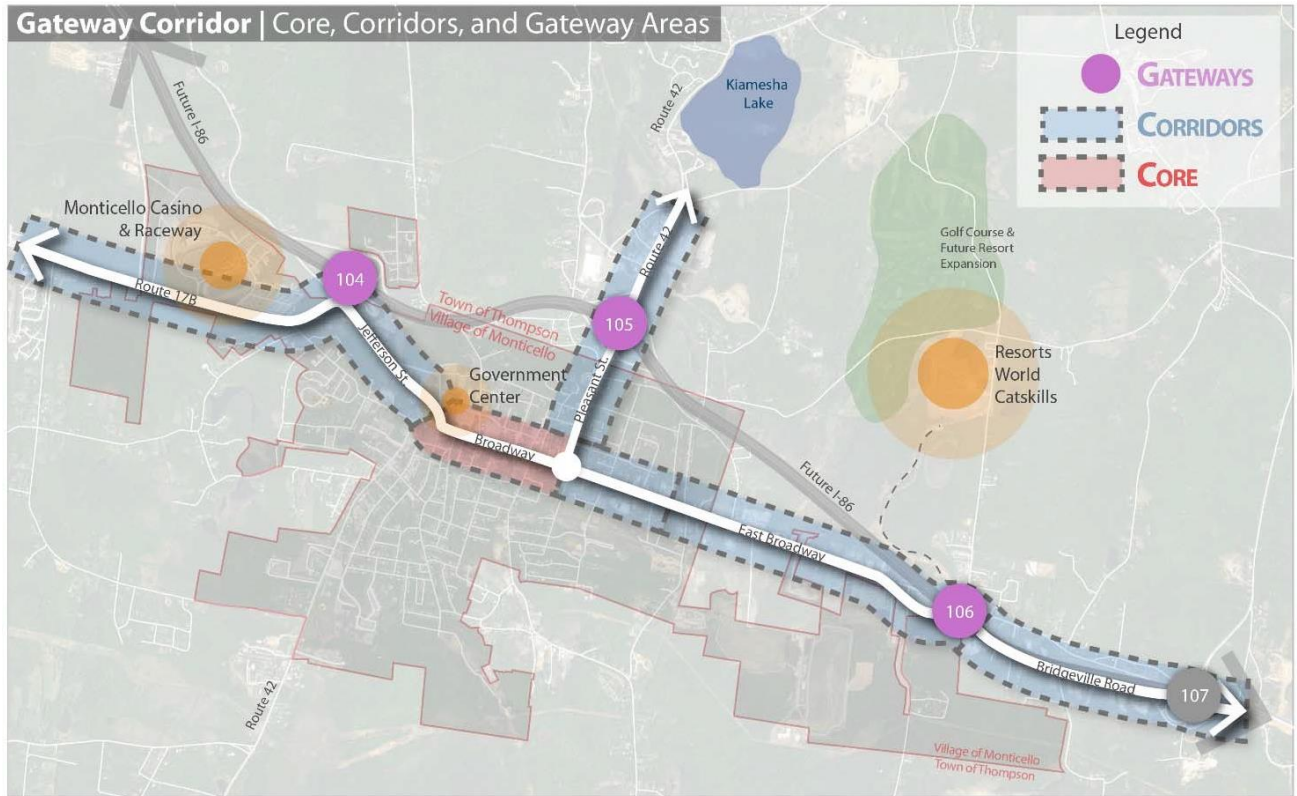 Gateway Corridor | Core, Corridors, and Gateway Areas
Legend
GATEWAYS
CORRIDORS
CORE
Future I-86
Route 42
Kiamesha
Lake
Monticello Casino
& Raceway
Route 17B
104
Town of Thompson
Village of Monticello
Route 42
105
Golf Course &
Future Resort
Expansion
Jefferson St.
Government
Center
Pleasant St.
Resorts
World
Catskills
Broadway
Future I-86
East Broadway
106
Bridgeville Road
107
Route 42
Village of Monticello
Town of Thompson